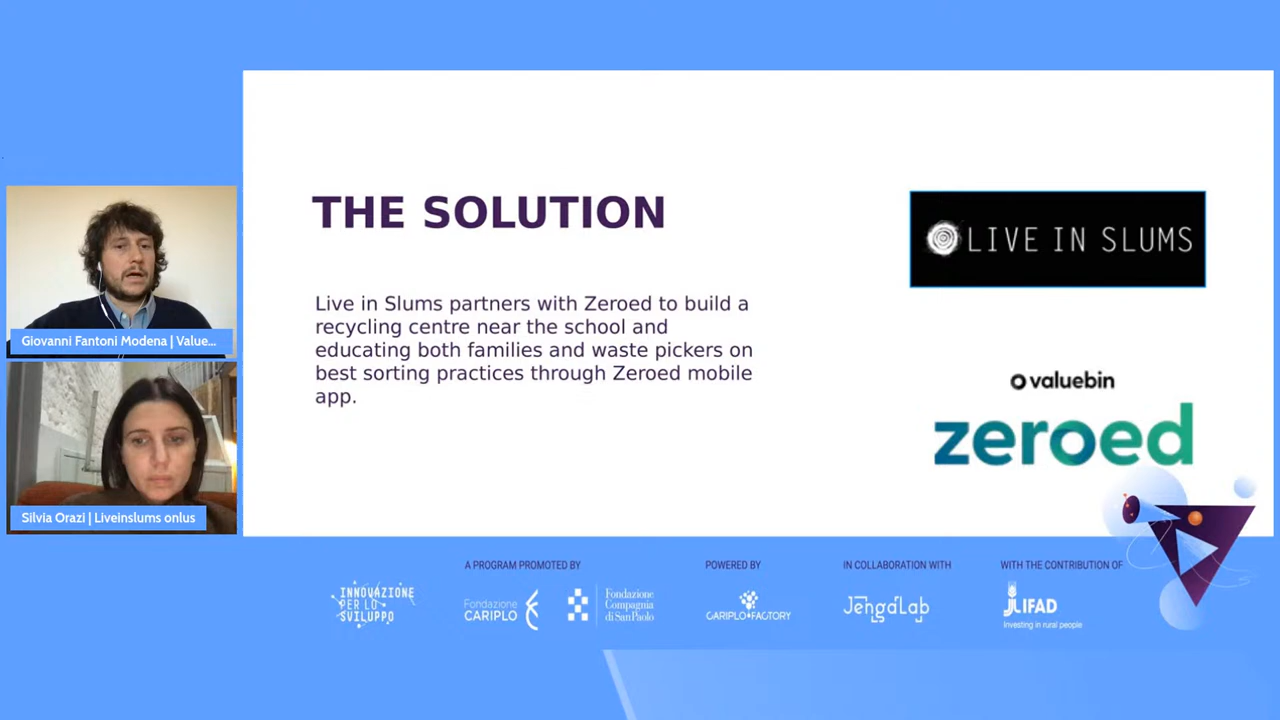 THE SOLUTION
Live in Slums partners with Zeroed to build a
recycling centre near the school and
educating both families and waste pickers on
best sorting practices through Zeroed mobile
app.
LIVE IN SLUMS
valuebin
zeroed
Giovanni Fantoni Modena | Value...
Silvia Orazi | Liveinslums onlus
A PROGRAM PROMOTED BY
POWERED BY
IN COLLABORATION WITH
WITH THE CONTRIBUTION OF
INNOVAZIONE
PER LO
SVILUPPO
Fondazione
CARIPLO
Fondazione
Compagnia
di SanPaolo
CARIPLO FACTORY
JengaLab
JLIFAD
Investing in rural people